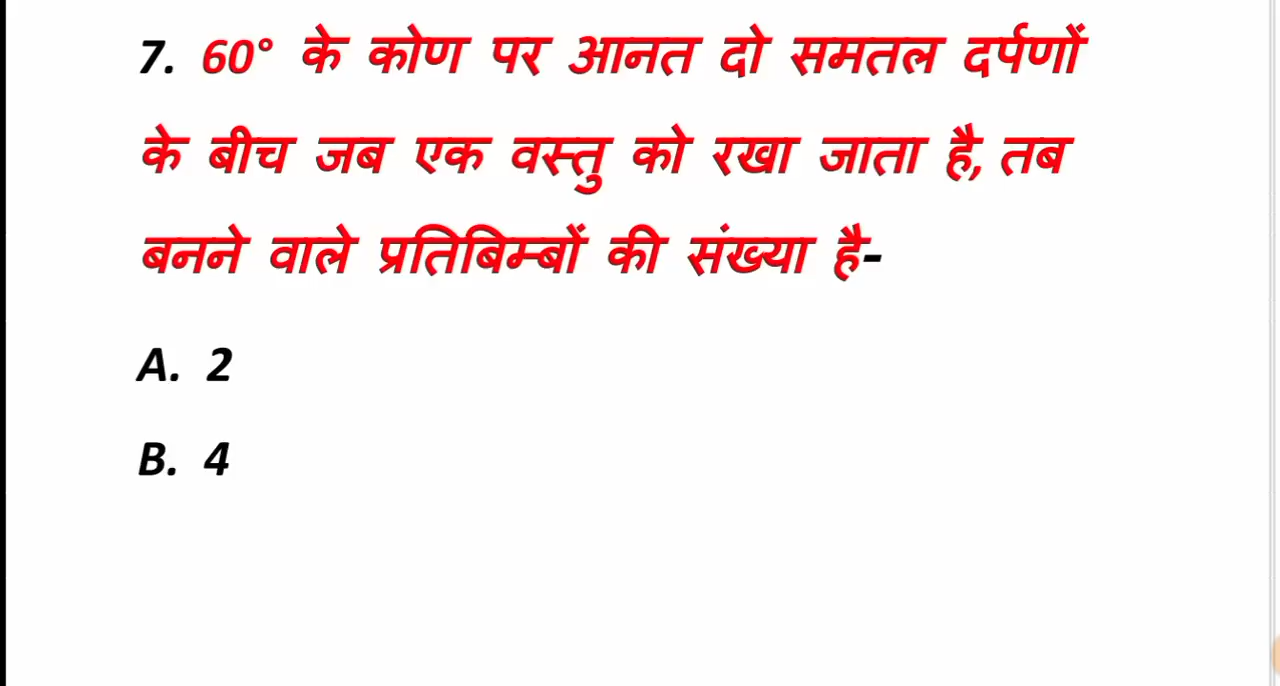 7. 60° के कोण पर आनत दो समतल दर्पणों
के बीच जब एक वस्तु को रखा जाता है, तब
बनने वाले प्रतिबिम्बों की संख्या है-
A. 2
B. 4